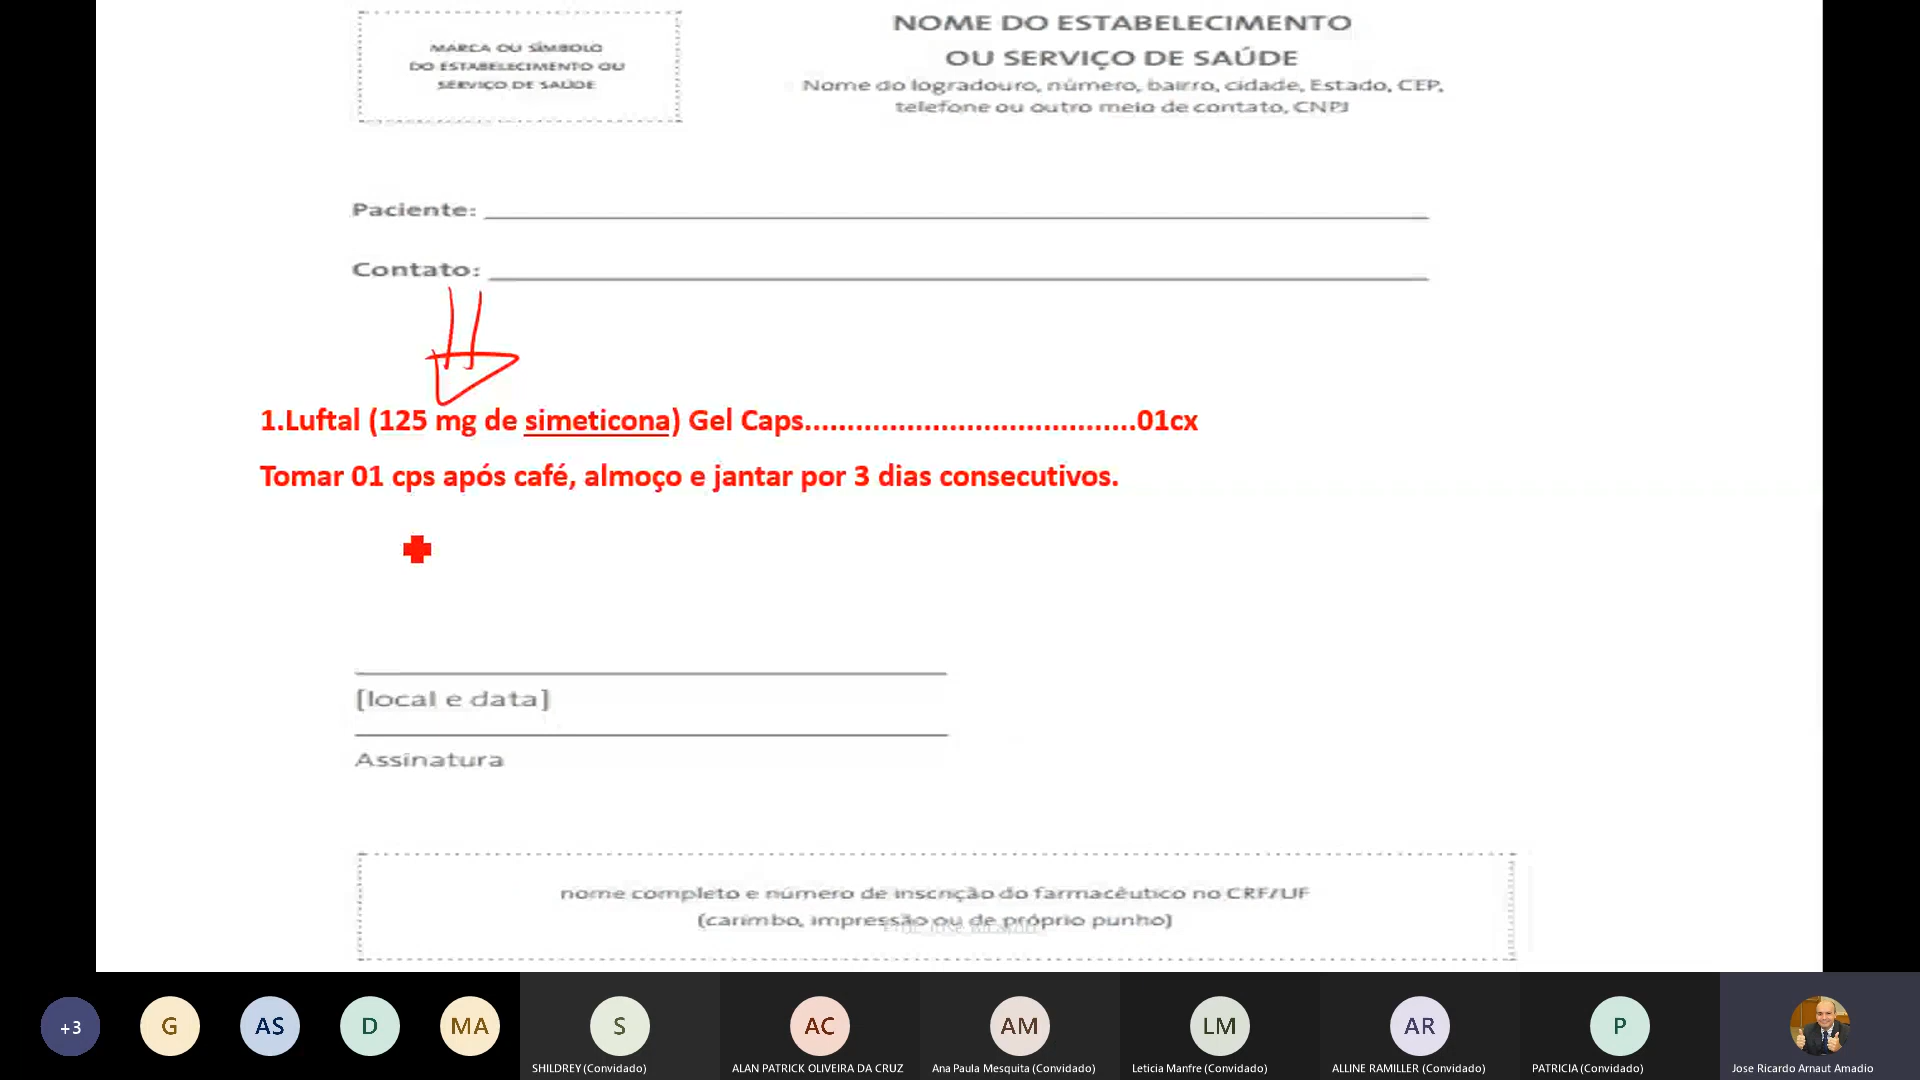 MARCA OU SÍMBOLO
DO ESTABELECIMENTO OU
SERVIÇO DE SAÚDE
NOME DO ESTABELECIMENTO
OU SERVIÇO DE SAÚDE
Nome do logradouro, número, bairro, cidade, Estado, CEP,
telefone ou outro meio de contato, CNPJ
Paciente:
Contato:
1.Luftal (125 mg de simeticona) Gel Caps.......................................01cx
Tomar 01 cps após café, almoço e jantar por 3 dias consecutivos.
[local e data]
Assinatura
nome completo e número de inscrição do farmacêutico no CRF/UF
(carimbo, impressão ou de próprio punho)
+3
G
AS
D
MA
S
AC
AM
LM
AR
P
SHILDREY (Convidado)
ALAN PATRICK OLIVEIRA DA CRUZ
Ana Paula Mesquita (Convidado)
Leticia Manfre (Convidado)
ALLINE RAMILLER (Convidado)
PATRICIA (Convidado)
Jose Ricardo Arnaut Amadio